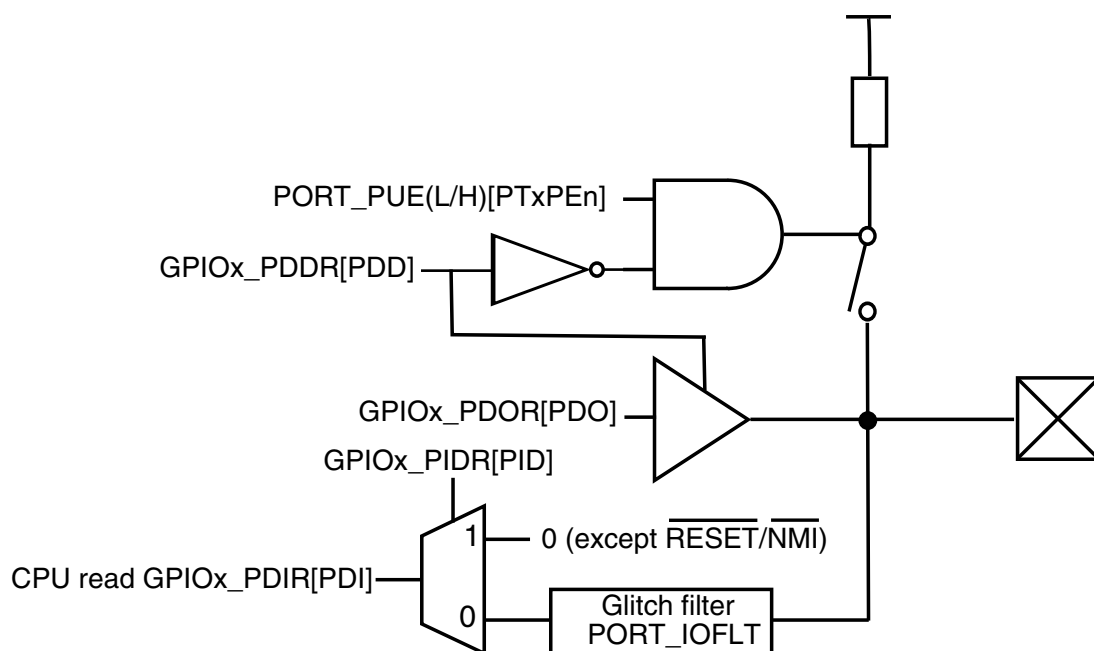 PORT_PUE(L/H)[PTxPEn]
GPIOx_PDDR[PDD]
GPIOx_PDOR[PDO]
GPIOx_PIDR[PID]
1
0 (except RESET/NMI)
CPU read GPIOx_PDIR[PDI]
0
Glitch filter
PORT_IOFLT